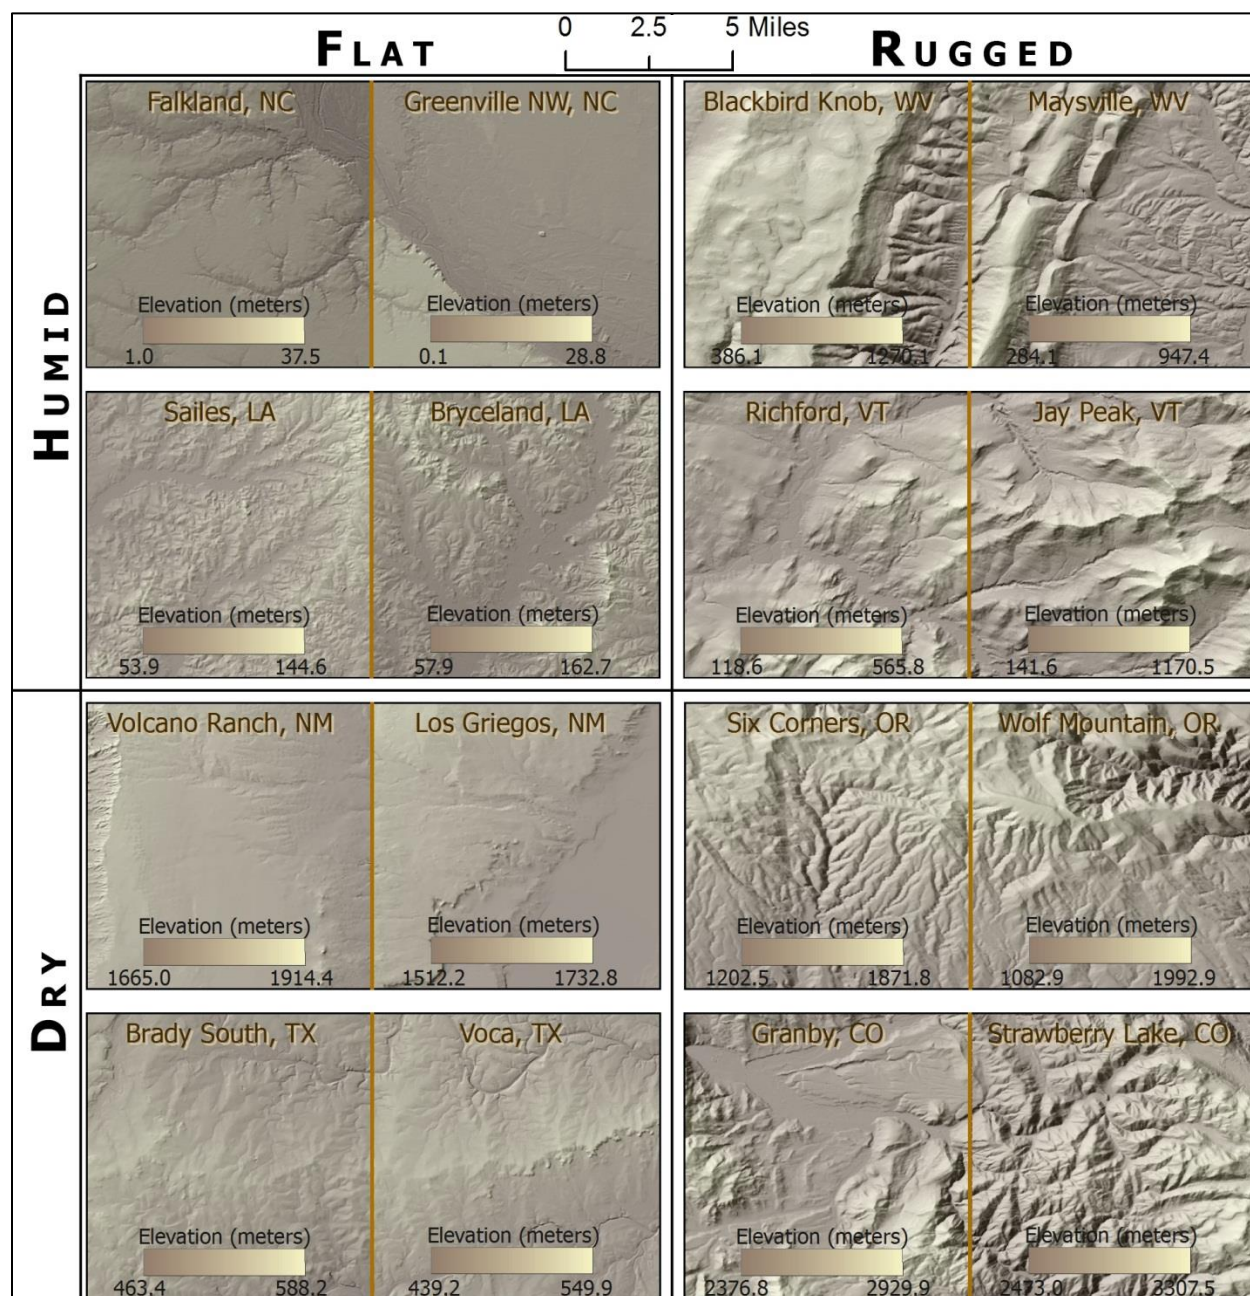 0 2.5 5 Miles
FLAT RUGGED
HUMID
Falkland, NC Greenville NW, NC
Elevation (meters) Elevation (meters)
1.0 37.5 0.1 28.8
Blackbird Knob, WV Maysville, WV
Elevation (meters) Elevation (meters)
386.1 1270.1 284.1 947.4
Sailes, LA Bryceland, LA
Elevation (meters) Elevation (meters)
53.9 144.6 57.9 162.7
Richford, VT Jay Peak, VT
Elevation (meters) Elevation (meters)
118.6 565.8 141.6 1170.5
DRY
Volcano Ranch, NM Los Griegos, NM
Elevation (meters) Elevation (meters)
1665.0 1914.4 1512.2 1732.8
Six Corners, OR Wolf Mountain, OR
Elevation (meters) Elevation (meters)
1202.5 1871.8 1082.9 1992.9
Brady South, TX Voca, TX
Elevation (meters) Elevation (meters)
463.4 588.2 439.2 549.9
Granby, CO Strawberry Lake, CO
Elevation (meters) Elevation (meters)
2376.8 2929.9 2473.0 3307.5